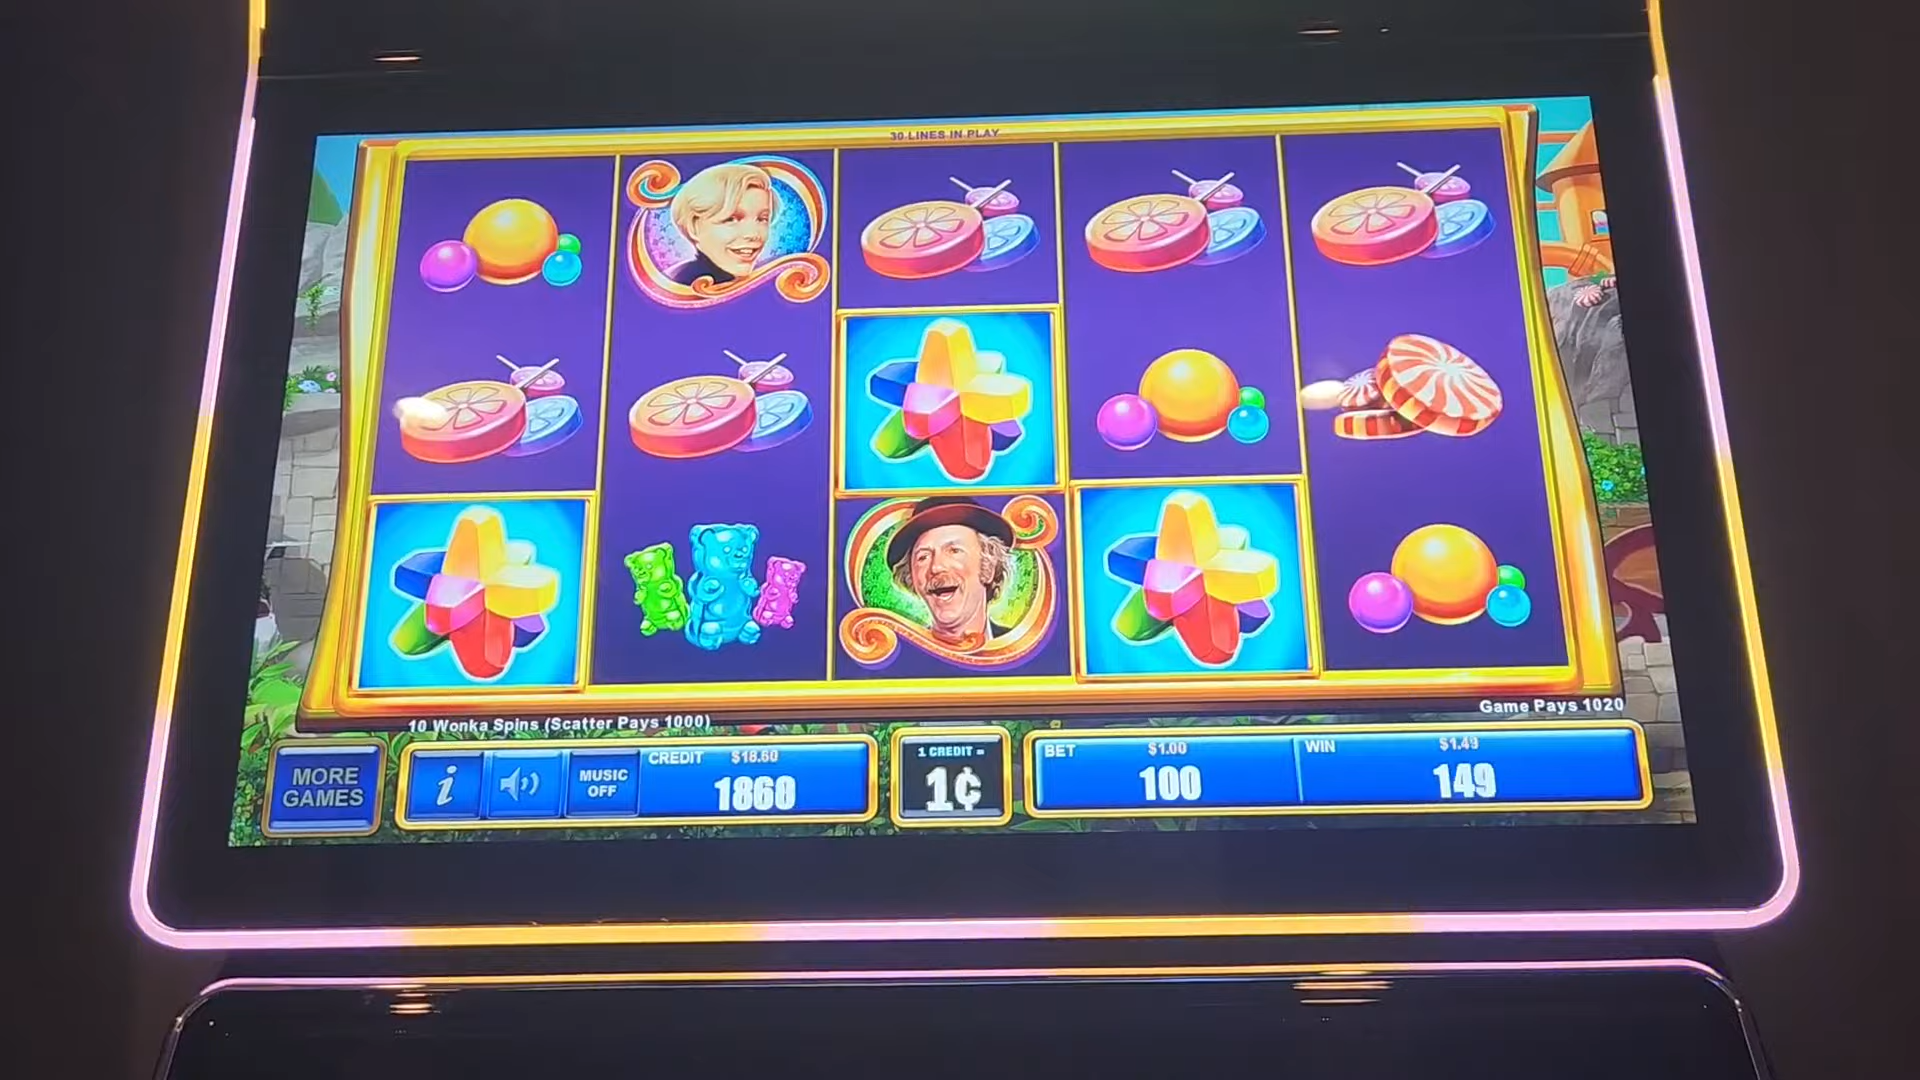 30 LINES IN PLAY
10 Wonka Spins (Scatter Pays 1000)
Game Pays 1020
MORE
GAMES
i
MUSIC
OFF
CREDIT $18.60
1860
1 CREDIT =
1¢
BET $1.00
100
WIN $1.49
149